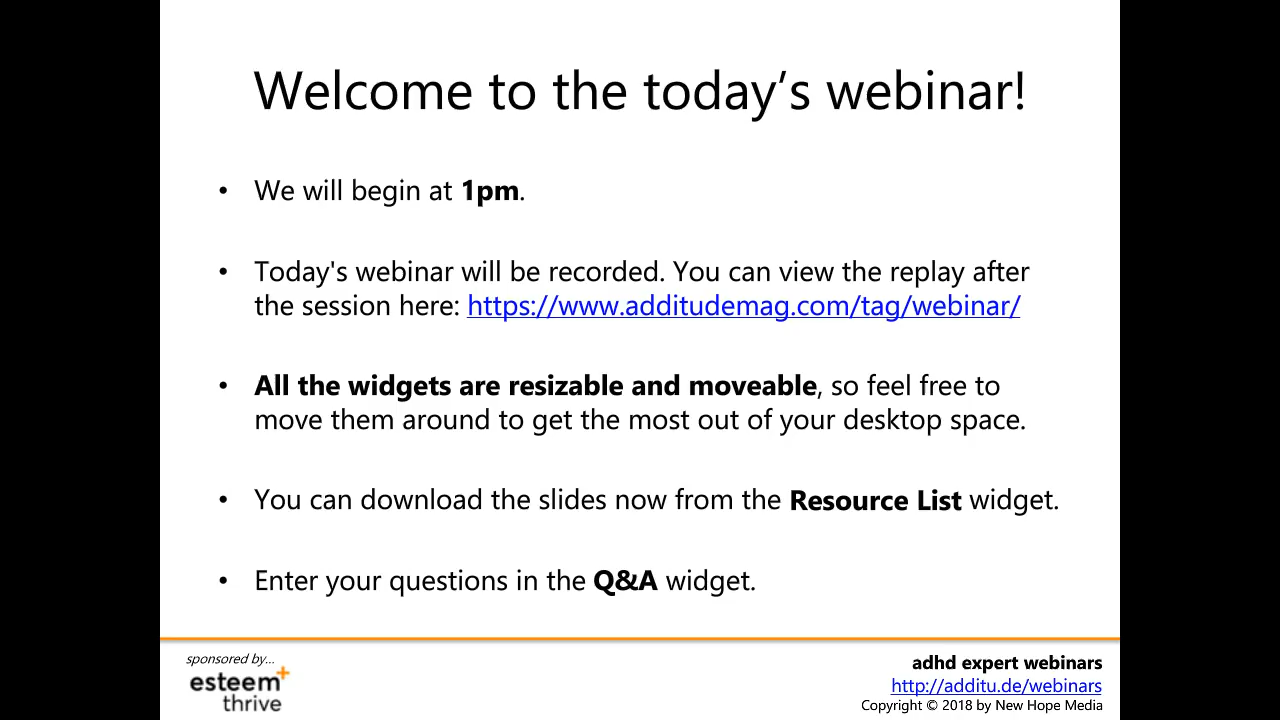 Welcome to the today‘s webinar!
• We will begin at 1pm.
• Today's webinar will be recorded. You can view the replay after
the session here: https://www.additudemag.com/tag/webinar/
• All the widgets are resizable and moveable, so feel free to
move them around to get the most out of your desktop space.
• You can download the slides now from the Resource List widget.
• Enter your questions in the Q&A widget.
sponsored by...
esteem+
thrive
adhd expert webinars
http://additu.de/webinars
Copyright © 2018 by New Hope Media